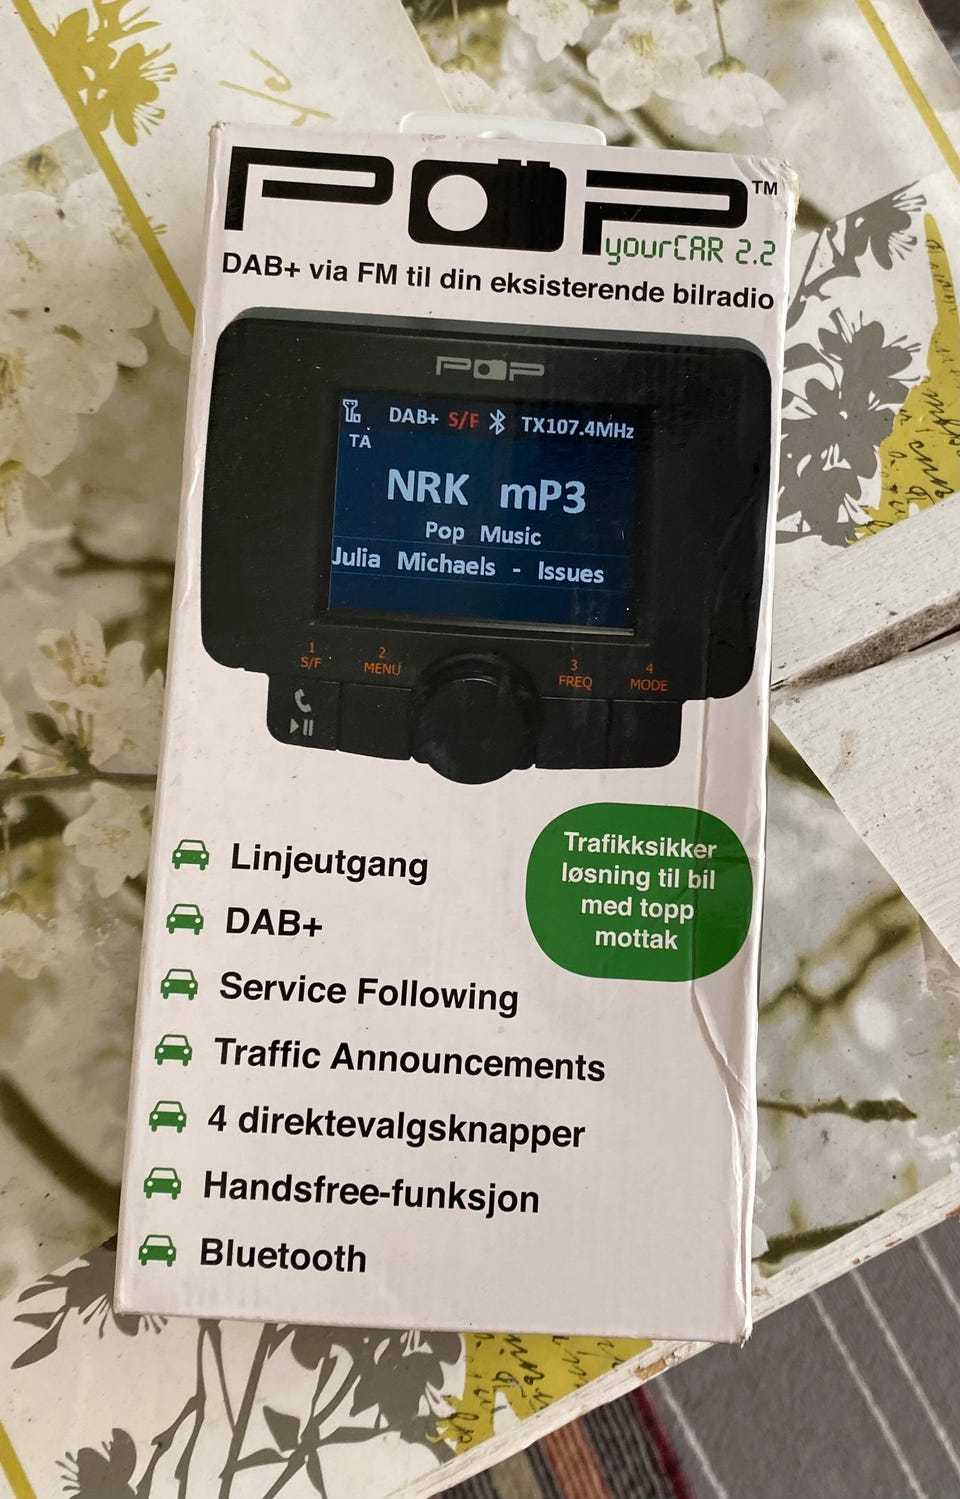 POP™
yourCAR 2.2
DAB+ via FM til din eksisterende bilradio
POP
DAB+ S/F TX107.4MHz
TA
NRK mP3
Pop Music
Julia Michaels - Issues
1 2 3 4
S/F MENU FREQ MODE
Trafikksikker
løsning til bil
med topp
mottak
Linjeutgang
DAB+
Service Following
Traffic Announcements
4 direktevalgsknapper
Handsfree-funksjon
Bluetooth